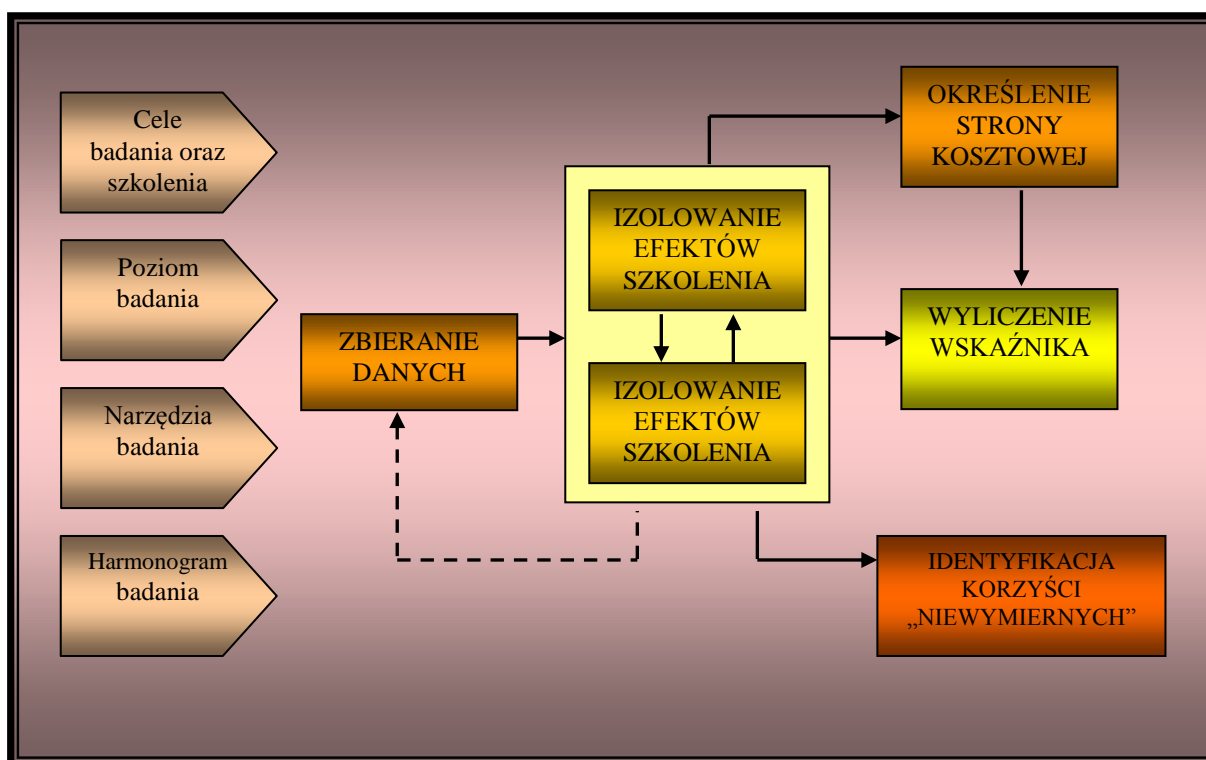 Cele
badania oraz
szkolenia
Poziom
badania
Narzędzia
badania
Harmonogram
badania
ZBIERANIE
DANYCH
IZOLOWANIE
EFEKTÓW
SZKOLENIA
IZOLOWANIE
EFEKTÓW
SZKOLENIA
OKREŚLENIE
STRONY
KOSZTOWEJ
WYLICZENIE
WSKAŹNIKA
IDENTYFIKACJA
KORZYŚCI
„NIEWYMIERNYCH”